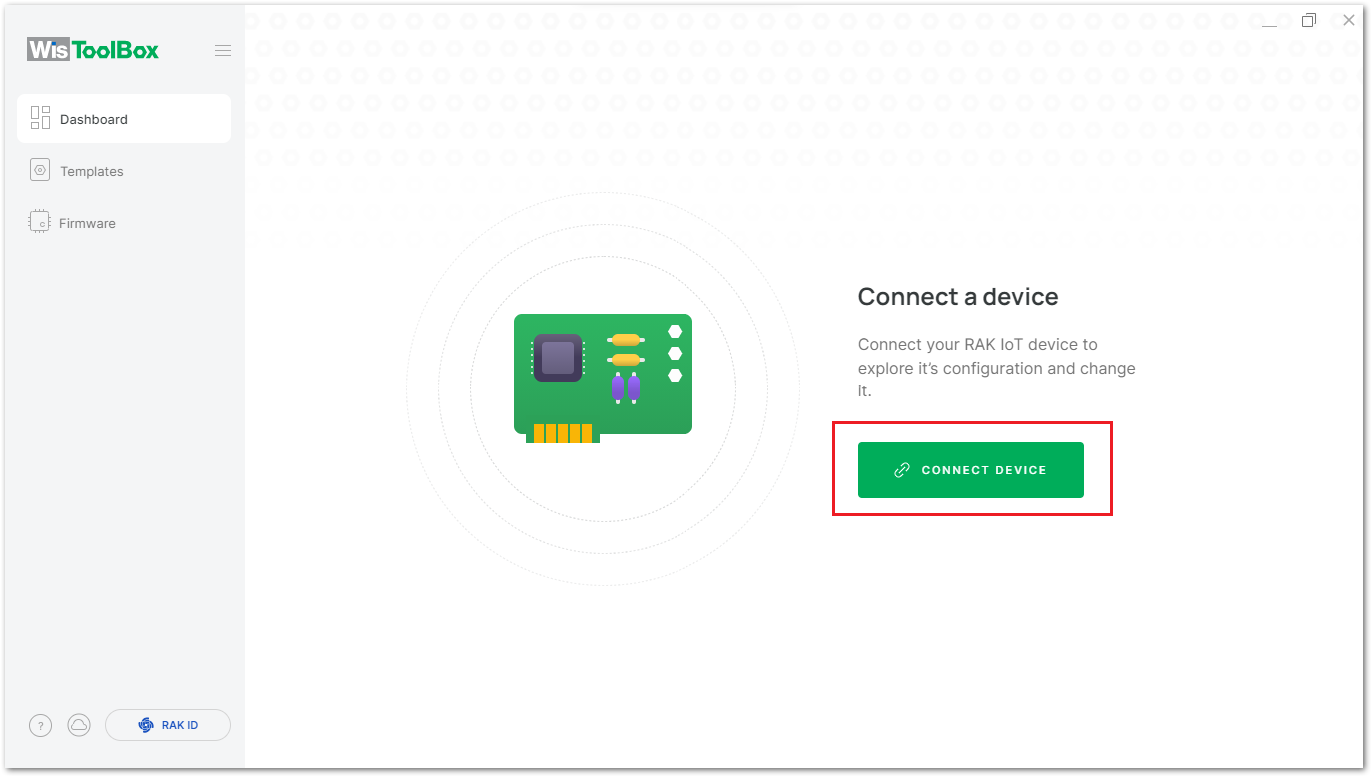 WisToolBox
Dashboard
Templates
Firmware
Connect a device
Connect your RAK IoT device to
explore it's configuration and change
it.
CONNECT DEVICE
?
RAK ID